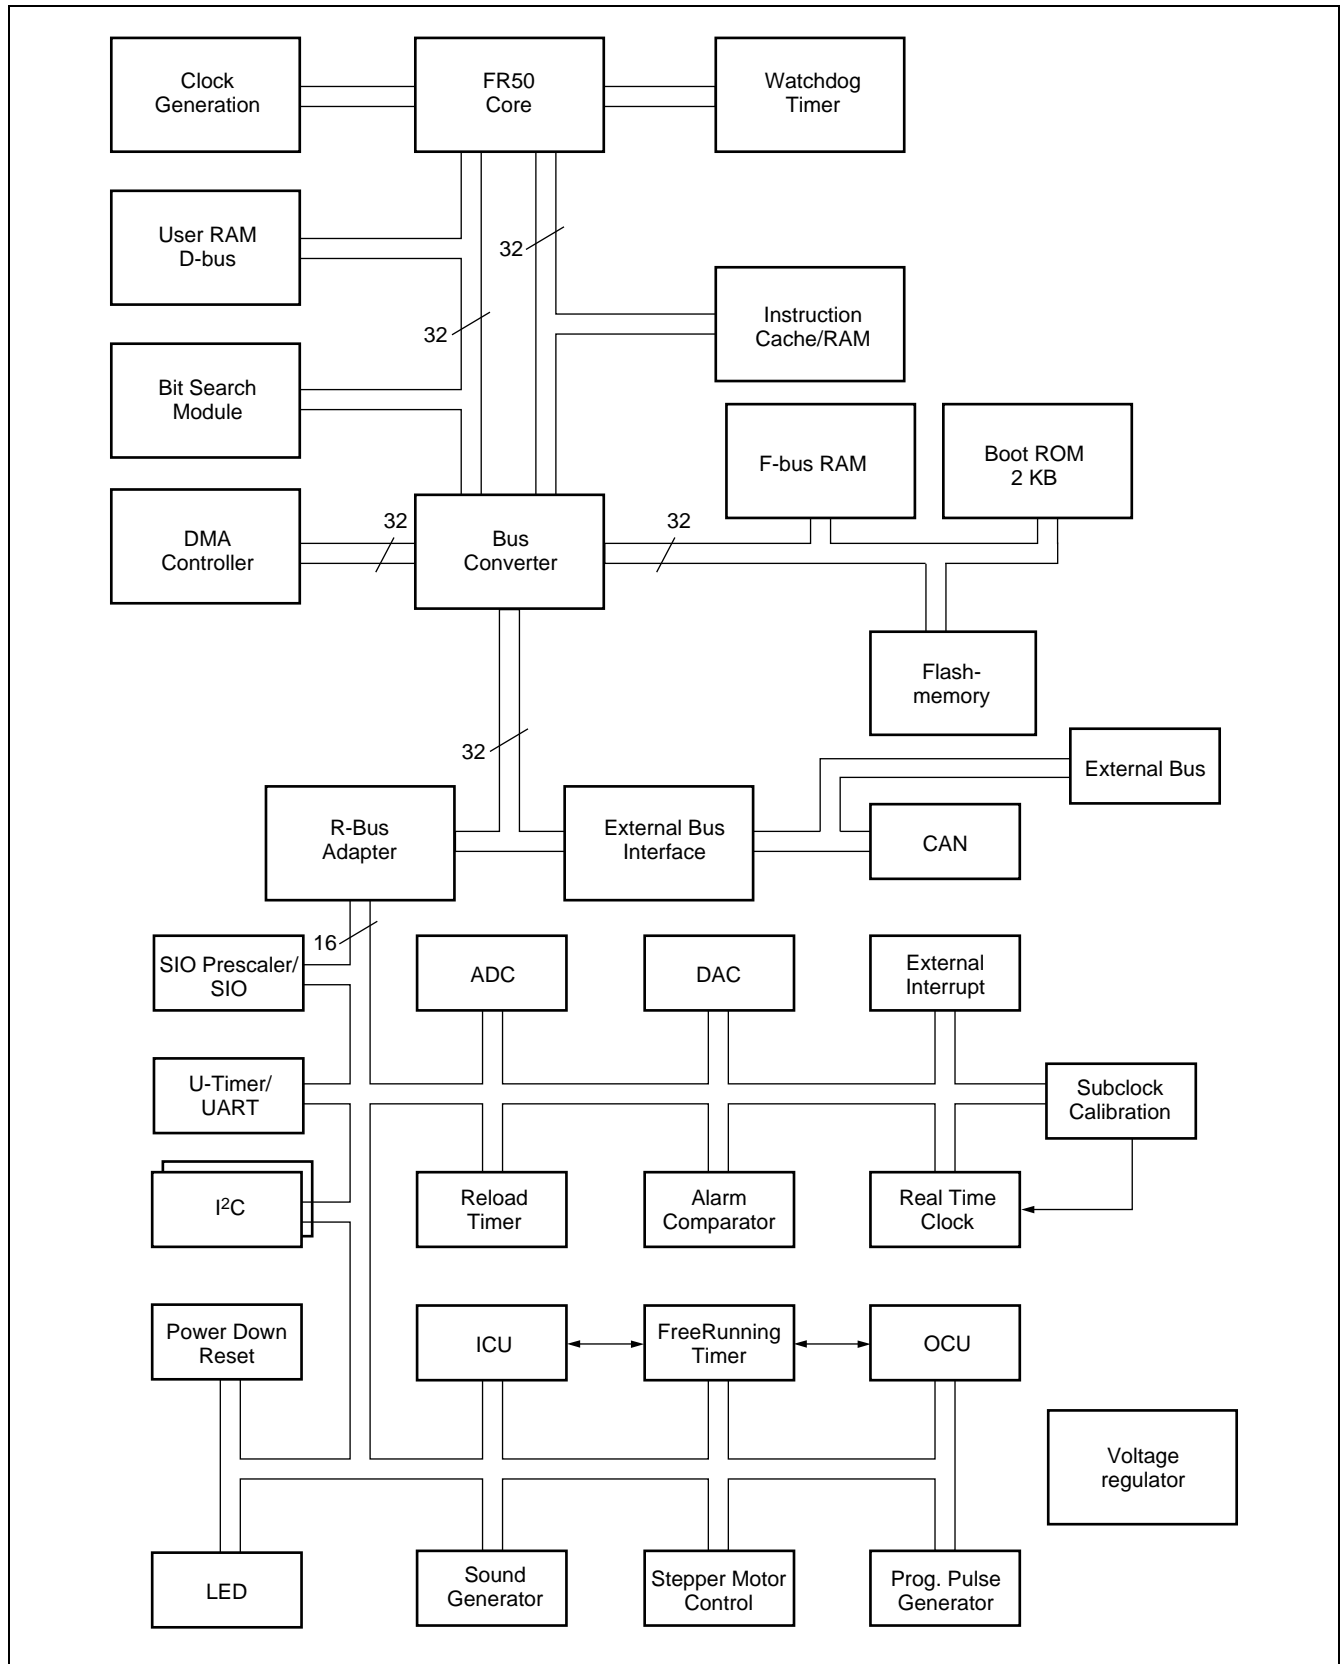 Clock
Generation
FR50
Core
Watchdog
Timer
User RAM
D-bus
32
Instruction
Cache/RAM
32
Bit Search
Module
F-bus RAM
Boot ROM
2 KB
DMA
Controller
32
Bus
Converter
32
Flash-
memory
32
External Bus
R-Bus
Adapter
External Bus
Interface
CAN
16
SIO Prescaler/
SIO
ADC
DAC
External
Interrupt
U-Timer/
UART
Subclock
Calibration
I²C
Reload
Timer
Alarm
Comparator
Real Time
Clock
Power Down
Reset
ICU
FreeRunning
Timer
OCU
Voltage
regulator
LED
Sound
Generator
Stepper Motor
Control
Prog. Pulse
Generator